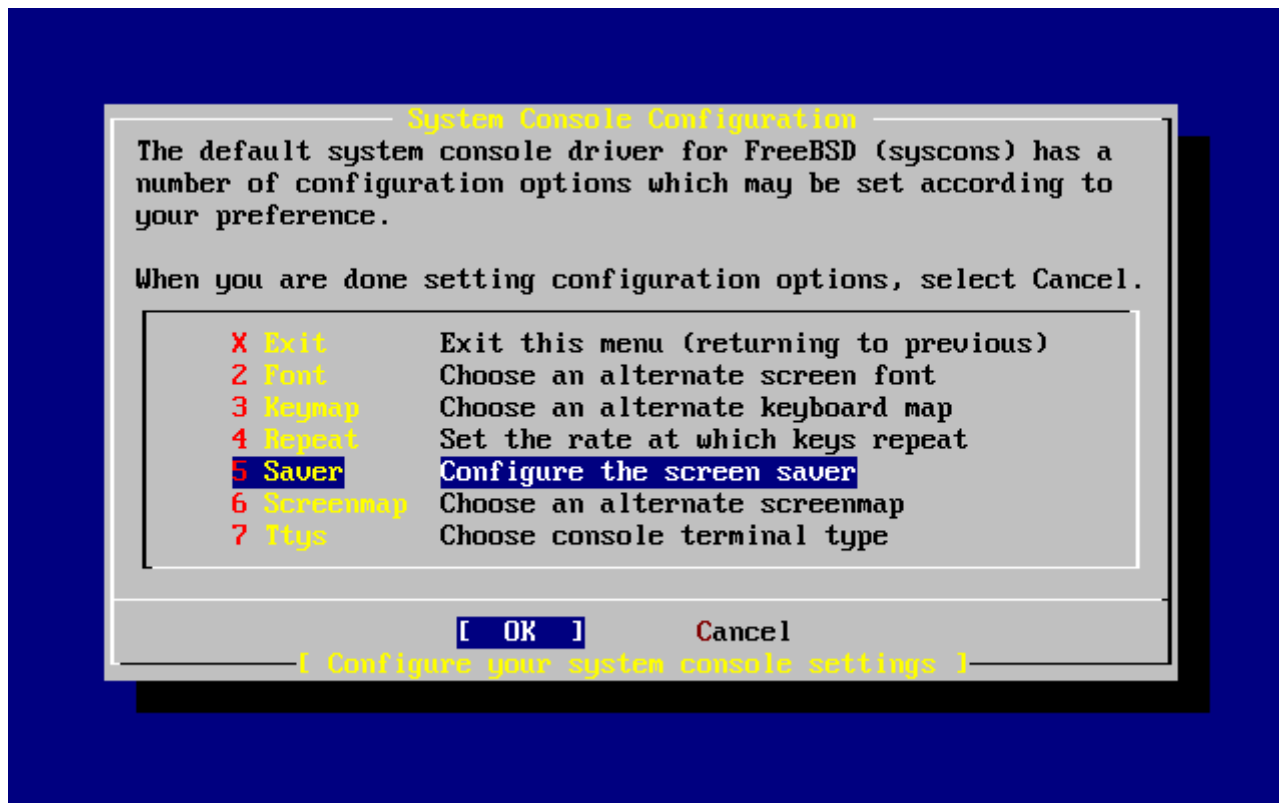 System Console Configuration
The default system console driver for FreeBSD (syscons) has a
number of configuration options which may be set according to
your preference.
When you are done setting configuration options, select Cancel.
X Exit Exit this menu (returning to previous)
2 Font Choose an alternate screen font
3 Keymap Choose an alternate keyboard map
4 Repeat Set the rate at which keys repeat
5 Saver Configure the screen saver
6 Screenmap Choose an alternate screenmap
7 Ttys Choose console terminal type
[ OK ] Cancel
[ Configure your system console settings ]